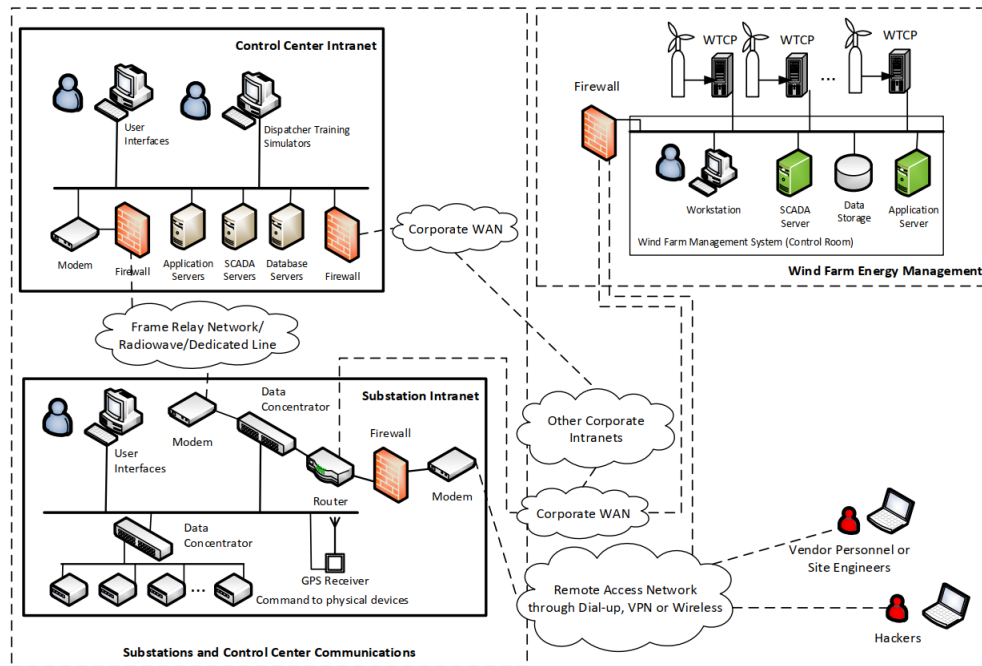 Control Center Intranet
User
Interfaces
Dispatcher Training
Simulators
Modem
Firewall
Application
Servers
SCADA
Servers
Database
Servers
Firewall
Corporate WAN
WTCP
WTCP
WTCP
...
Firewall
Workstation
SCADA
Server
Data
Storage
Application
Server
Wind Farm Management System (Control Room)
Wind Farm Energy Management
Frame Relay Network/
Radiowave/Dedicated Line
Substation Intranet
User
Interfaces
Modem
Data
Concentrator
Router
Firewall
Modem
Data
Concentrator
...
GPS Receiver
Command to physical devices
Other Corporate
Intranets
Corporate WAN
Remote Access Network
through Dial-up, VPN or Wireless
Vendor Personnel or
Site Engineers
Hackers
Substations and Control Center Communications